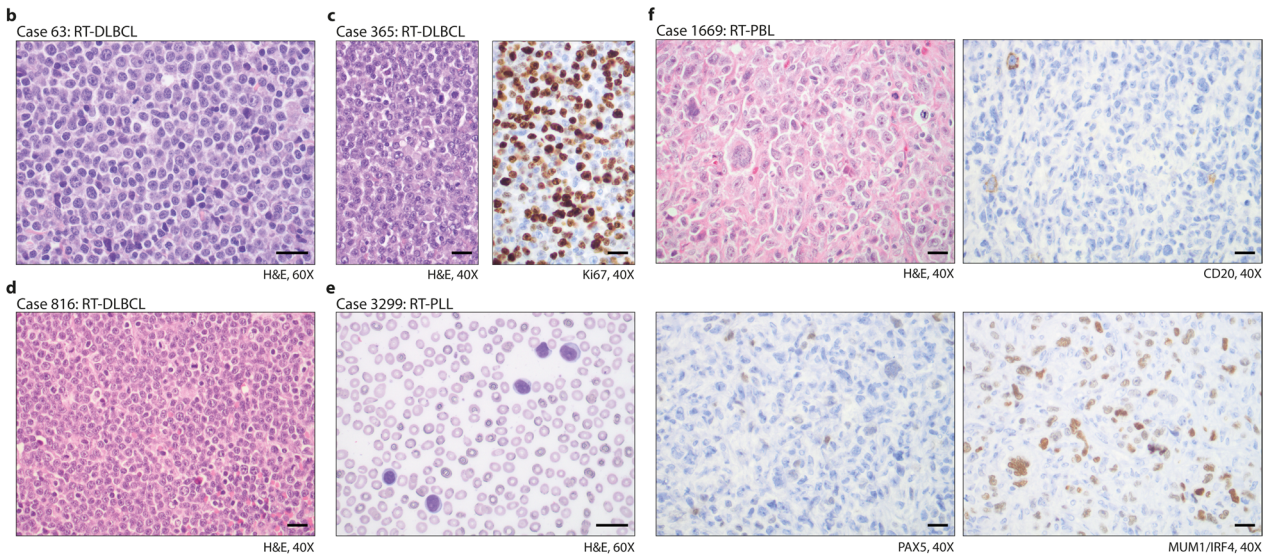 b
Case 63: RT-DLBCL
H&E, 60X
c
Case 365: RT-DLBCL
H&E, 40X
Ki67, 40X
f
Case 1669: RT-PBL
H&E, 40X
CD20, 40X
d
Case 816: RT-DLBCL
H&E, 40X
e
Case 3299: RT-PLL
H&E, 60X
PAX5, 40X
MUM1/IRF4, 40X